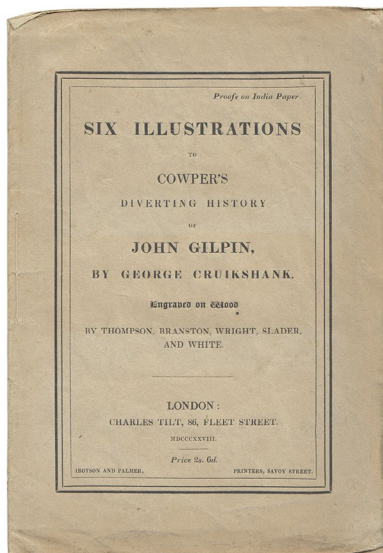 Proofs on India Paper.
SIX ILLUSTRATIONS
TO
COWPER'S
DIVERTING HISTORY
OF
JOHN GILPIN,
BY GEORGE CRUIKSHANK.
Engraved on Wood
BY THOMPSON, BRANSTON, WRIGHT, SLADER,
AND WHITE.
LONDON:
CHARLES TILT, 86, FLEET STREET.
MDCCCXXVIII.
Price 2s. 6d.
IBOTSON AND PALMER, PRINTERS, SAVOY STREET.